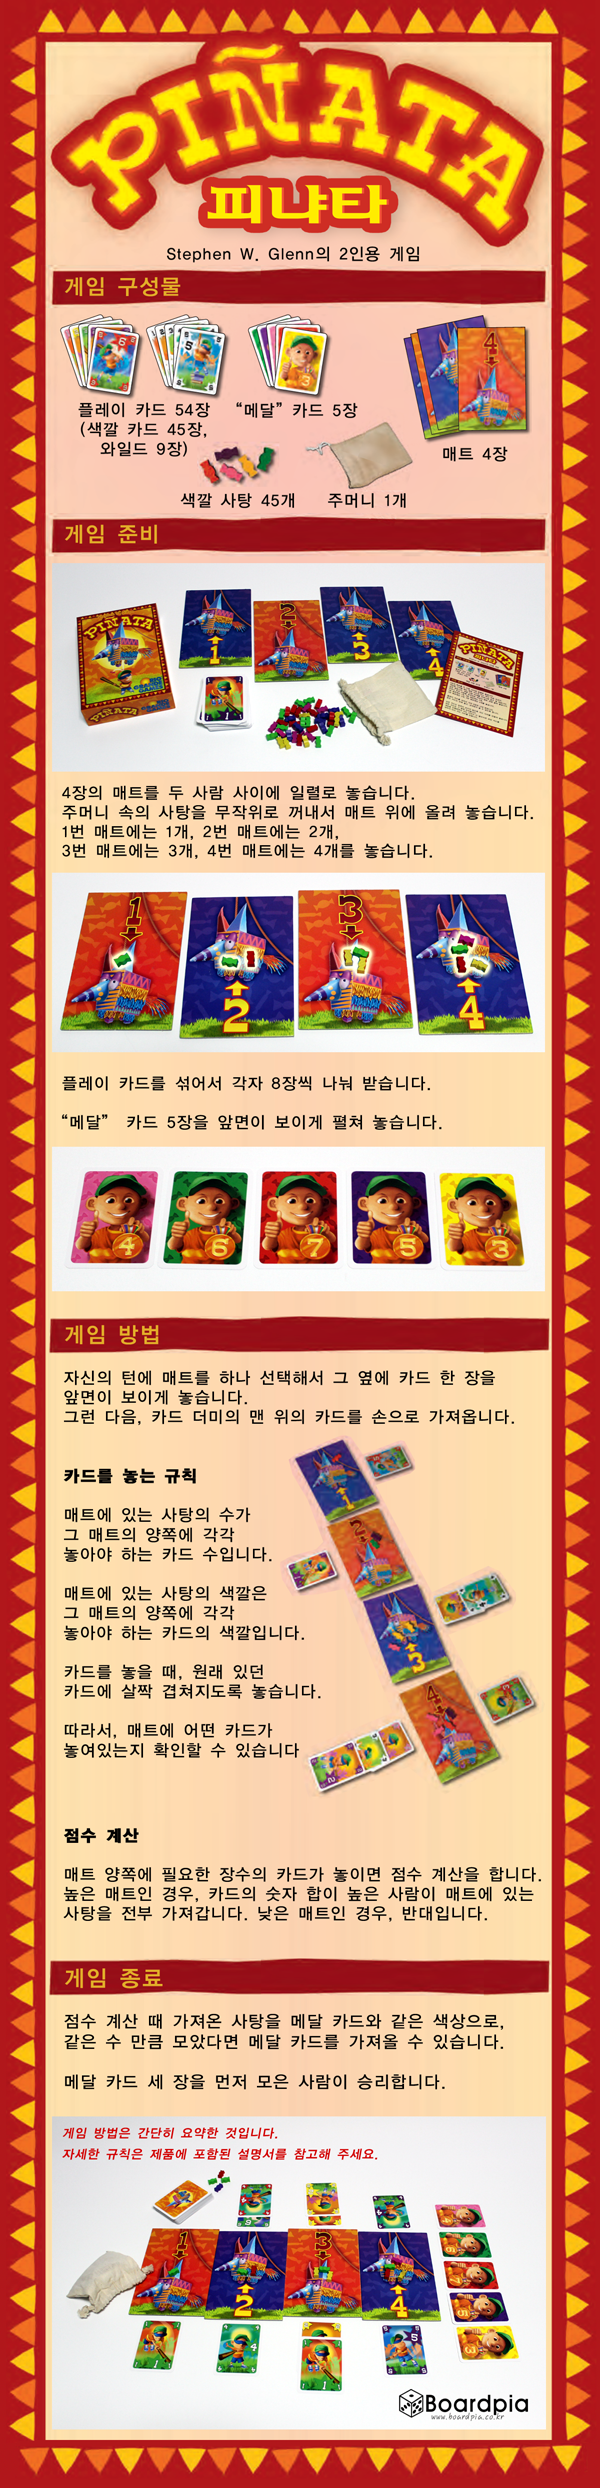 PIÑATA
피냐타
Stephen W. Glenn의 2인용 게임
게임 구성물
플레이 카드 54장
(색깔 카드 45장,
와일드 9장)
“메달” 카드 5장
매트 4장
색깔 사탕 45개
주머니 1개
게임 준비
PIÑATA
1
2
3
4
4장의 매트를 두 사람 사이에 일렬로 놓습니다.
주머니 속의 사탕을 무작위로 꺼내서 매트 위에 올려 놓습니다.
1번 매트에는 1개, 2번 매트에는 2개,
3번 매트에는 3개, 4번 매트에는 4개를 놓습니다.
1
2
3
4
플레이 카드를 섞어서 각자 8장씩 나눠 받습니다.
“메달” 카드 5장을 앞면이 보이게 펼쳐 놓습니다.
4
6
7
5
3
게임 방법
자신의 턴에 매트를 하나 선택해서 그 옆에 카드 한 장을
앞면이 보이게 놓습니다.
그런 다음, 카드 더미의 맨 위의 카드를 손으로 가져옵니다.
카드를 놓는 규칙
매트에 있는 사탕의 수가
그 매트의 양쪽에 각각
놓아야 하는 카드 수입니다.
매트에 있는 사탕의 색깔은
그 매트의 양쪽에 각각
놓아야 하는 카드의 색깔입니다.
카드를 놓을 때, 원래 있던
카드에 살짝 겹쳐지도록 놓습니다.
따라서, 매트에 어떤 카드가
놓여있는지 확인할 수 있습니다
1
2
3
4
점수 계산
매트 양쪽에 필요한 장수의 카드가 놓이면 점수 계산을 합니다.
높은 매트인 경우, 카드의 숫자 합이 높은 사람이 매트에 있는
사탕을 전부 가져갑니다. 낮은 매트인 경우, 반대입니다.
게임 종료
점수 계산 때 가져온 사탕을 메달 카드와 같은 색상으로,
같은 수 만큼 모았다면 메달 카드를 가져올 수 있습니다.
메달 카드 세 장을 먼저 모은 사람이 승리합니다.
게임 방법은 간단히 요약한 것입니다.
자세한 규칙은 제품에 포함된 설명서를 참고해 주세요.
1
2
3
4
Boardpia
www.boardpia.co.kr